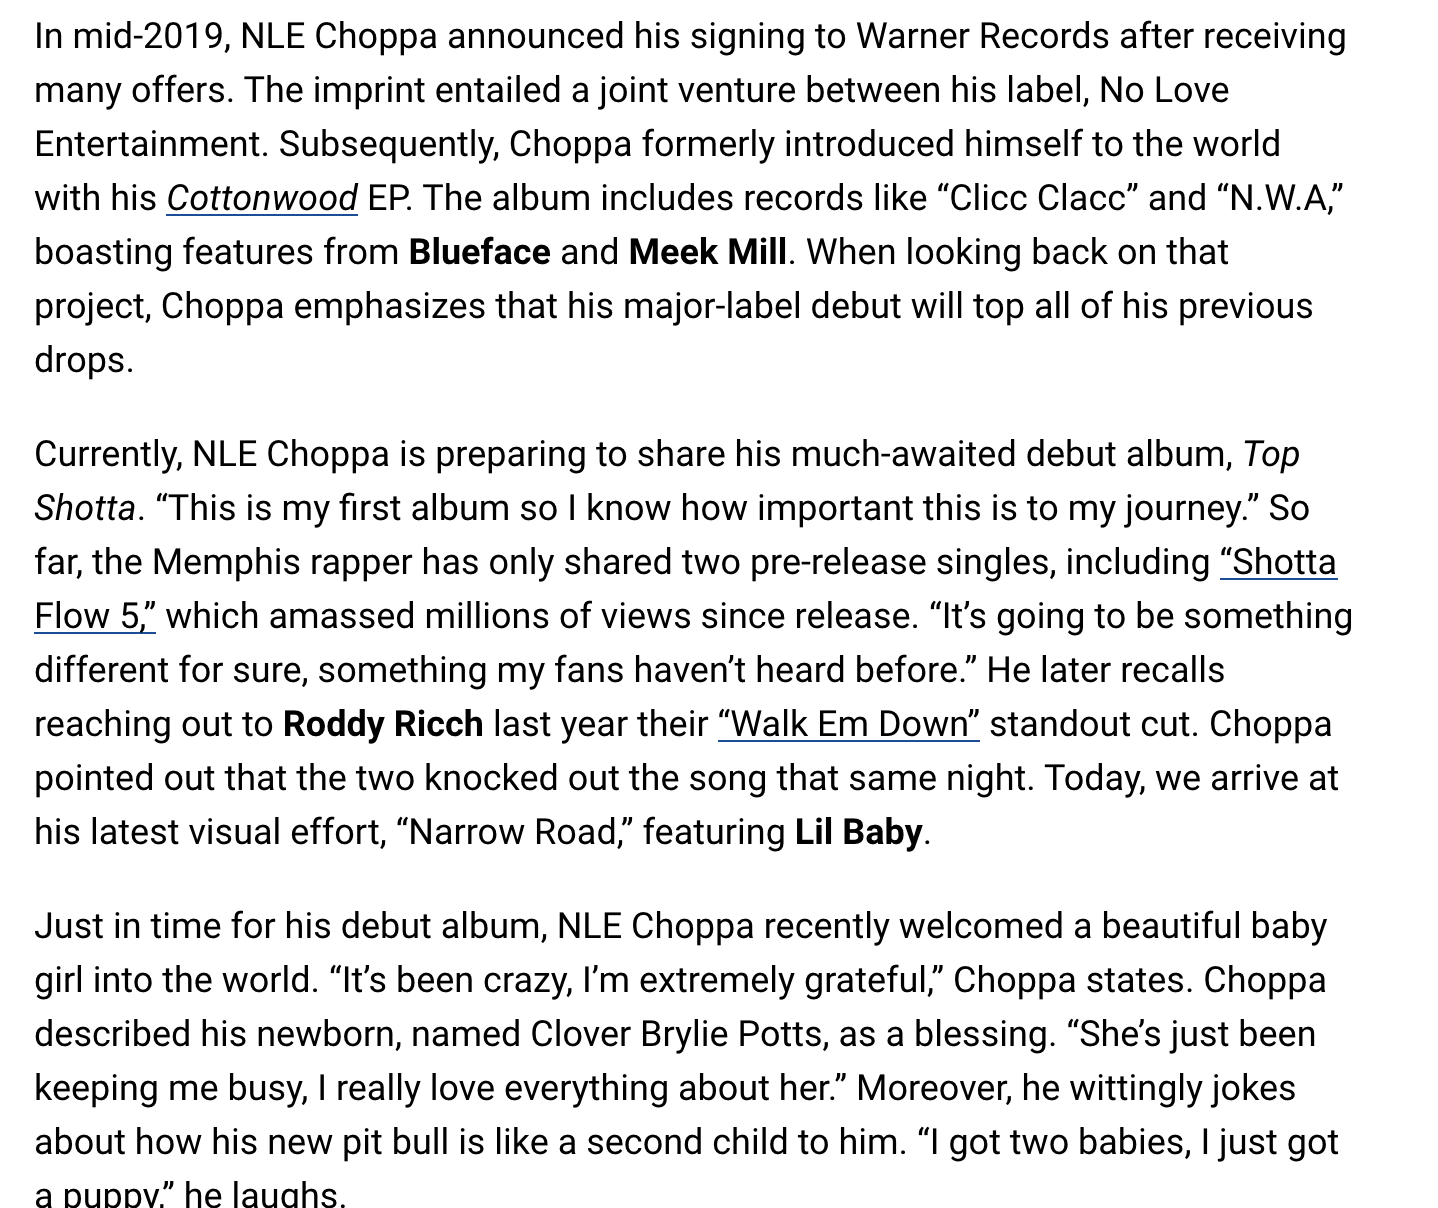 In mid-2019, NLE Choppa announced his signing to Warner Records after receiving
many offers. The imprint entailed a joint venture between his label, No Love
Entertainment. Subsequently, Choppa formerly introduced himself to the world
with his Cottonwood EP. The album includes records like “Clicc Clacc” and “N.W.A,”
boasting features from Blueface and Meek Mill. When looking back on that
project, Choppa emphasizes that his major-label debut will top all of his previous
drops.
Currently, NLE Choppa is preparing to share his much-awaited debut album, Top
Shotta. “This is my first album so I know how important this is to my journey.” So
far, the Memphis rapper has only shared two pre-release singles, including “Shotta
Flow 5,” which amassed millions of views since release. “It’s going to be something
different for sure, something my fans haven’t heard before.” He later recalls
reaching out to Roddy Ricch last year their “Walk Em Down” standout cut. Choppa
pointed out that the two knocked out the song that same night. Today, we arrive at
his latest visual effort, “Narrow Road,” featuring Lil Baby.
Just in time for his debut album, NLE Choppa recently welcomed a beautiful baby
girl into the world. “It’s been crazy, I’m extremely grateful,” Choppa states. Choppa
described his newborn, named Clover Brylie Potts, as a blessing. “She’s just been
keeping me busy, I really love everything about her.” Moreover, he wittingly jokes
about how his new pit bull is like a second child to him. “I got two babies, I just got
a puppy,” he laughs.